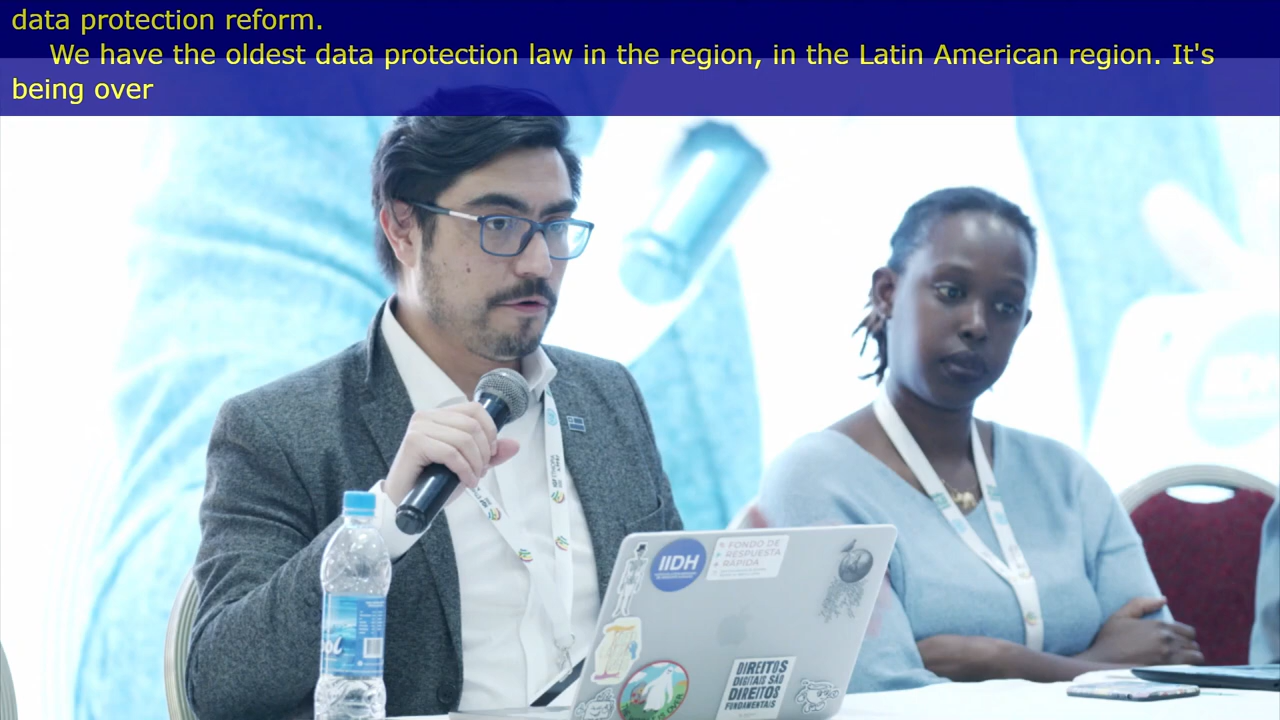 data protection reform.
We have the oldest data protection law in the region, in the Latin American region. It's
being over
IIDH
FONDO DE
RESPUESTA
RÁPIDA
DIREITOS
DIGITAIS SÃO
DIREITOS
FUNDAMENTAIS